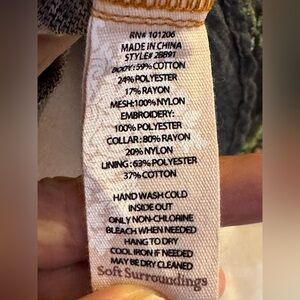 RN# 101206
MADE IN CHINA
STYLE# 2BB91
BODY: 59% COTTON
24% POLYESTER
17% RAYON
MESH:100% NYLON
EMBROIDERY:
100% POLYESTER
COLLAR: 80% RAYON
20% NYLON
LINING : 63% POLYESTER
37% COTTON
HAND WASH COLD
INSIDE OUT
ONLY NON-CHLORINE
BLEACH WHEN NEEDED
HANG TO DRY
COOL IRON IF NEEDED
MAY BE DRY CLEANED
Soft Surroundings